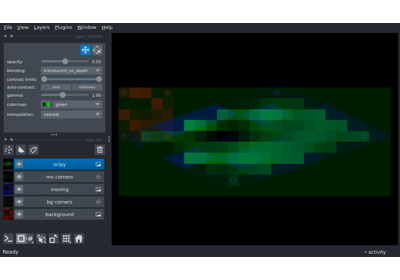 File View Layers Plugins Window Help
opacity: 0.50
blending: translucent_no_depth
contrast limits:
auto-contrast: once continuous
gamma: 1.00
colormap: green
interpolation: nearest
scipy
mv corners
moving
bg corners
background
Ready
activity